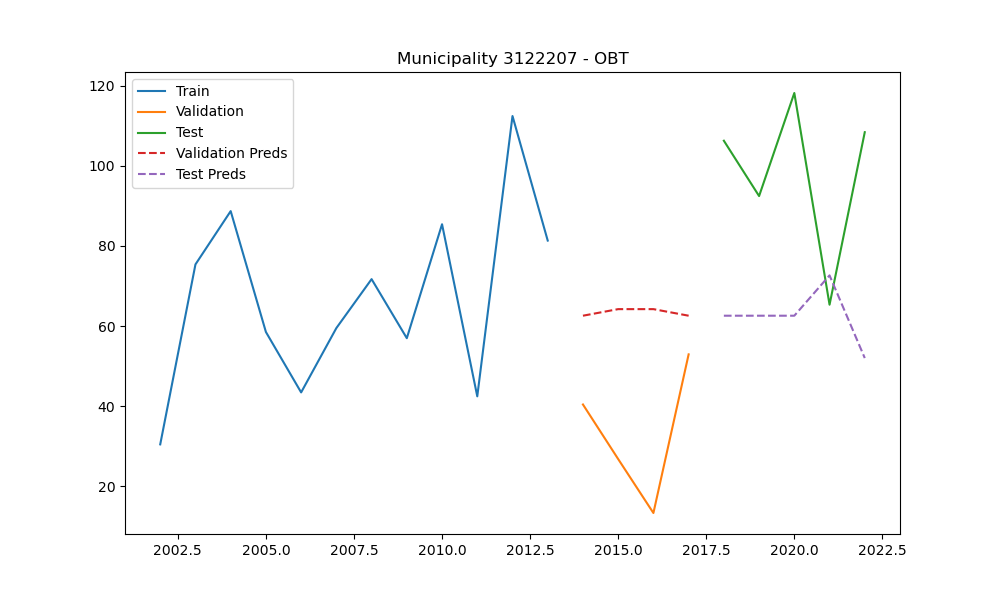 Municipality 3122207 - OBT
Train
Validation
Test
Validation Preds
Test Preds
120
100
80
60
40
20
2002.5 2005.0 2007.5 2010.0 2012.5 2015.0 2017.5 2020.0 2022.5